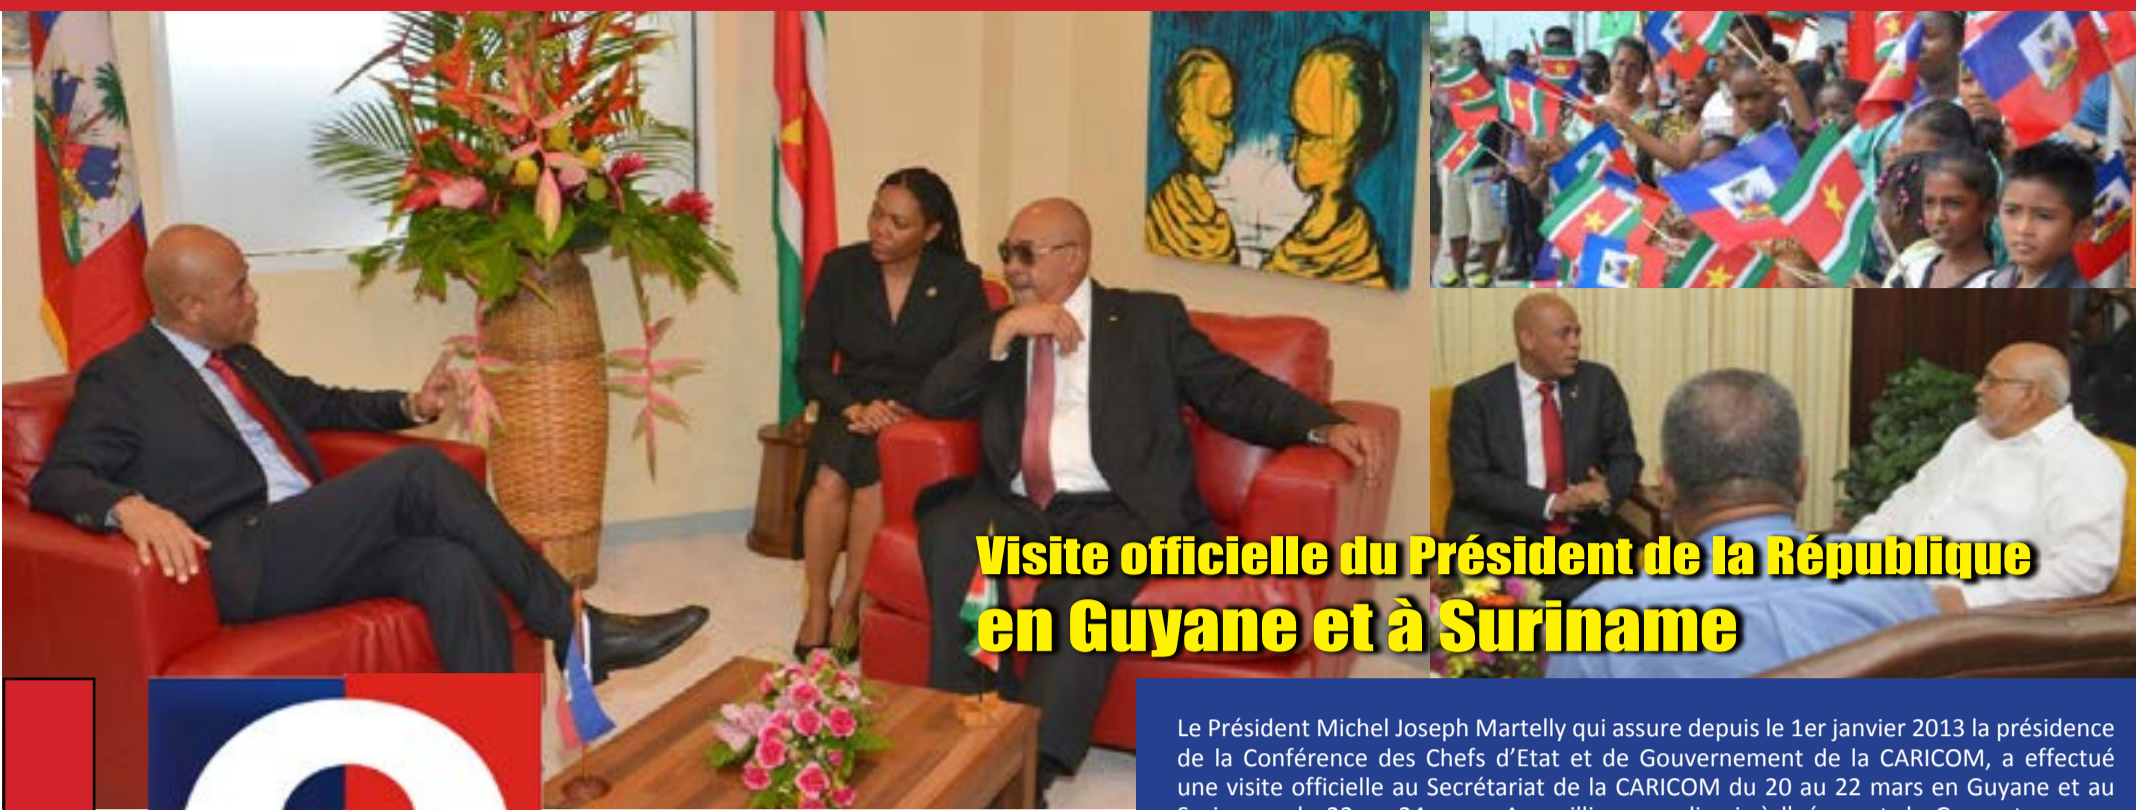 Visite officielle du Président de la République
en Guyane et à Suriname
Le Président Michel Joseph Martelly qui assure depuis le 1er janvier 2013 la présidence
de la Conférence des Chefs d’Etat et de Gouvernement de la CARICOM, a effectué
une visite officielle au Secrétariat de la CARICOM du 20 au 22 mars en Guyane et au